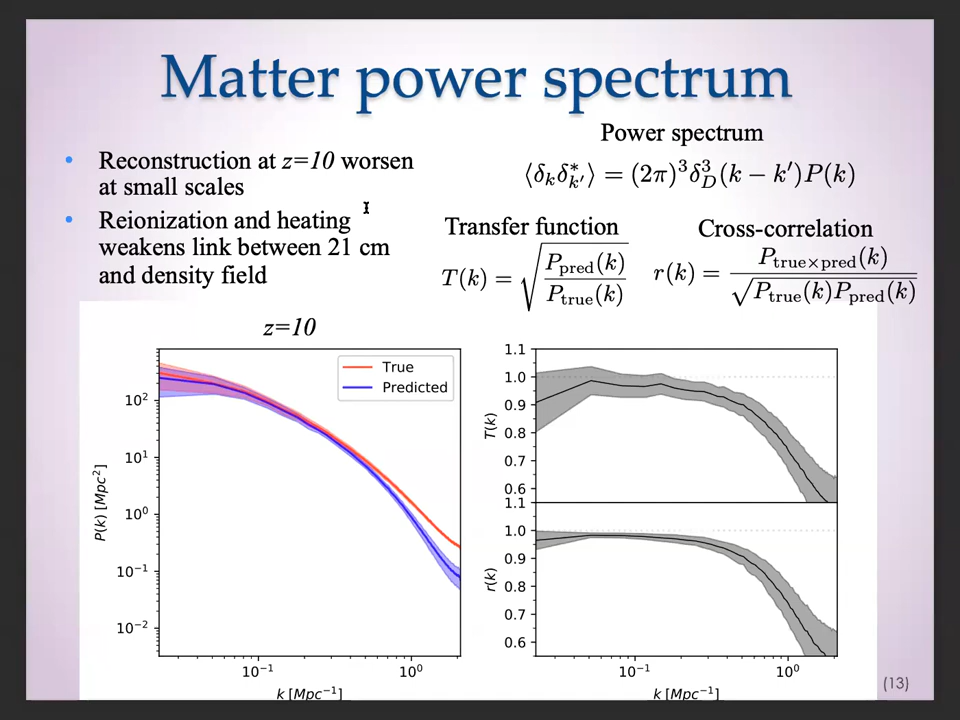 Matter power spectrum
• Reconstruction at z=10 worsen
at small scales
• Reionization and heating
weakens link between 21 cm
and density field
Power spectrum
⟨δ_k δ*_{k′}⟩ = (2π)³δ³_D(k − k′)P(k)
Transfer function
T(k) = √(P_pred(k) / P_true(k))
Cross-correlation
r(k) = P_{true×pred}(k) / √(P_true(k)P_pred(k))
z=10
True
Predicted
P(k) [Mpc²]
10²
10¹
10⁰
10⁻¹
10⁻²
10⁻¹ 10⁰
k [Mpc⁻¹]
T(k)
1.1
1.0
0.9
0.8
0.7
0.6
r(k)
1.1
1.0
0.9
0.8
0.7
0.6
10⁻¹ 10⁰
k [Mpc⁻¹]
(13)